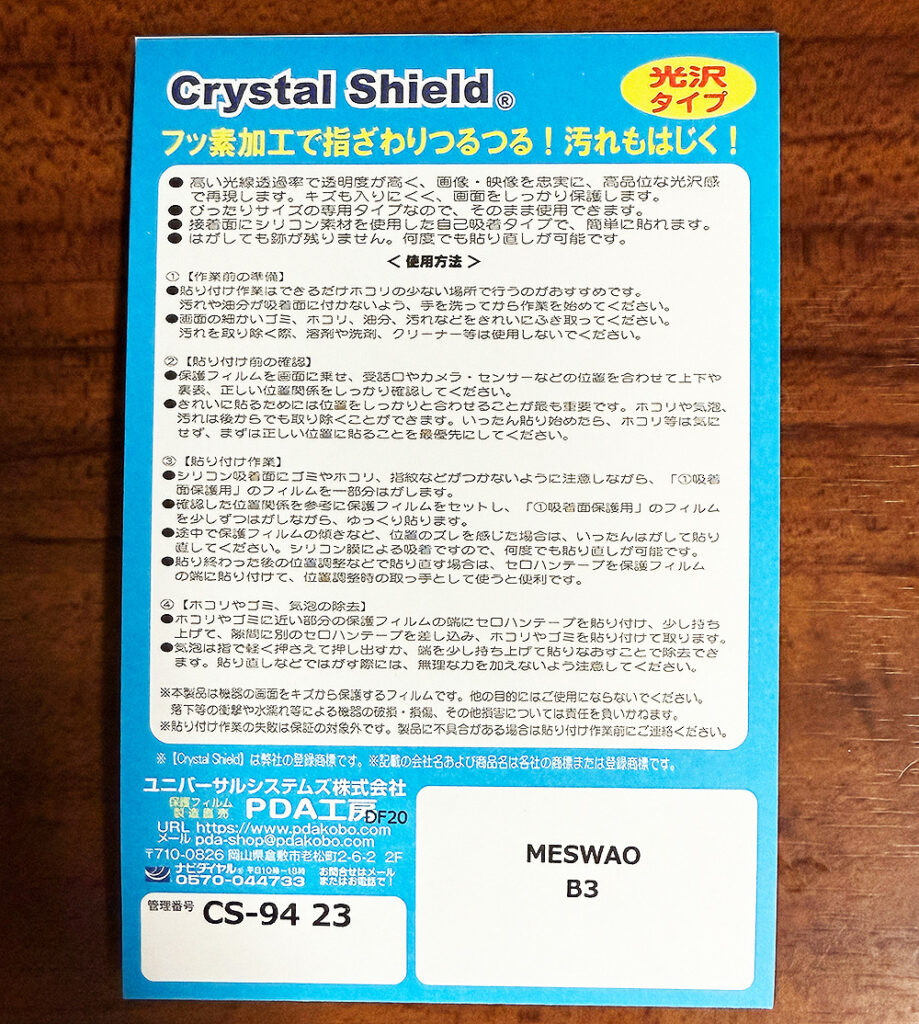 Crystal Shield®
光沢
タイプ
フッ素加工で指ざわりつるつる！汚れもはじく！
● 高い光線透過率で透明度が高く、画像・映像を忠実に、高品位な光沢感
で再現します。キズも入りにくく、画面をしっかり保護します。
● ぴったりサイズの専用タイプなので、そのまま使用できます。
● 接着面にシリコン素材を使用した自己吸着タイプで、簡単に貼れます。
● はがしても跡が残りません。何度でも貼り直しが可能です。
＜使用方法＞
①【作業前の準備】
●貼り付け作業はできるだけホコリの少ない場所で行うのがおすすめです。
汚れや油分が吸着面に付かないよう、手を洗ってから作業を始めてください。
●画面の細かいゴミ、ホコリ、油分、汚れなどをきれいにふき取ってください。
汚れを取り除く際、溶剤や洗剤、クリーナー等は使用しないでください。
②【貼り付け前の確認】
●保護フィルムを画面に乗せ、受話口やカメラ・センサーなどの位置を合わせて上下や
裏表、正しい位置関係をしっかり確認してください。
●きれいに貼るためには位置をしっかりと合わせることが最も重要です。ホコリや気泡、
汚れは後からでも取り除くことができます。いったん貼り始めたら、ホコリ等は気に
せず、まずは正しい位置に貼ることを最優先にしてください。
③【貼り付け作業】
●シリコン吸着面にゴミやホコリ、指紋などがつかないように注意しながら、「①吸着
面保護用」のフィルムを一部分はがします。
●確認した位置関係を参考に保護フィルムをセットし、「①吸着面保護用」のフィルム
を少しずつはがしながら、ゆっくり貼ります。
●途中で保護フィルムの傾きなど、位置のズレを感じた場合は、いったんはがして貼り
直してください。シリコン膜による吸着ですので、何度でも貼り直しが可能です。
●貼り終わった後の位置調整などで貼り直す場合は、セロハンテープを保護フィルム
の端に貼り付けて、位置調整時の取っ手として使うと便利です。
④【ホコリやゴミ、気泡の除去】
●ホコリやゴミに近い部分の保護フィルムの端にセロハンテープを貼り付け、少し持ち
上げて、隙間に別のセロハンテープを差し込み、ホコリやゴミを貼り付けて取ります。
●気泡は指で軽く押さえて押し出すか、端を少し持ち上げて貼りなおすことで除去でき
ます。貼り直しなどではがす際には、無理な力を加えないよう注意してください。
※本製品は機器の画面をキズから保護するフィルムです。他の目的にはご使用にならないでください。
落下等の衝撃や水濡れ等による機器の破損・損傷、その他損害については責任を負いかねます。
※貼り付け作業の失敗は保証の対象外です。製品に不具合がある場合は貼り付け作業前にご連絡ください。
※【Crystal Shield】は弊社の登録商標です。※記載の会社名および商品名は各社の商標または登録商標です。
ユニバーサルシステムズ株式会社
保護フィルム
製造直売 PDA工房 DF20
URL https://www.pdakobo.com
メール pda-shop@pdakobo.com
〒710-0826 岡山県倉敷市老松町2-6-2 2F
ナビダイヤル® 平日10時～18時
0570-044733
お問合せはメール
またはお電話で！
管理番号 CS-94 23
MESWAO
B3